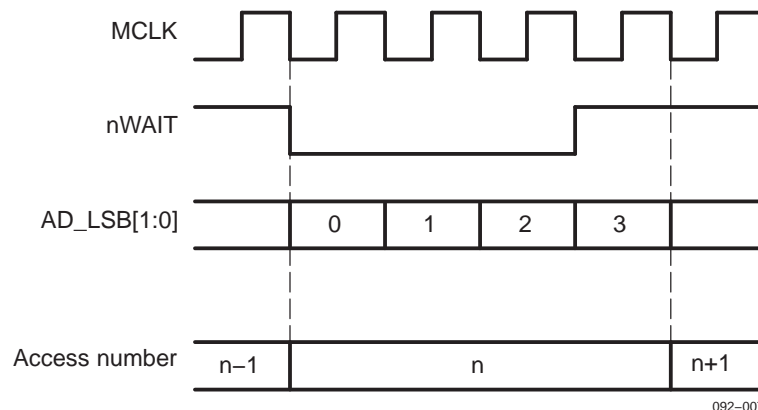 MCLK
nWAIT
AD_LSB[1:0] 0 1 2 3
Access number n−1 n n+1